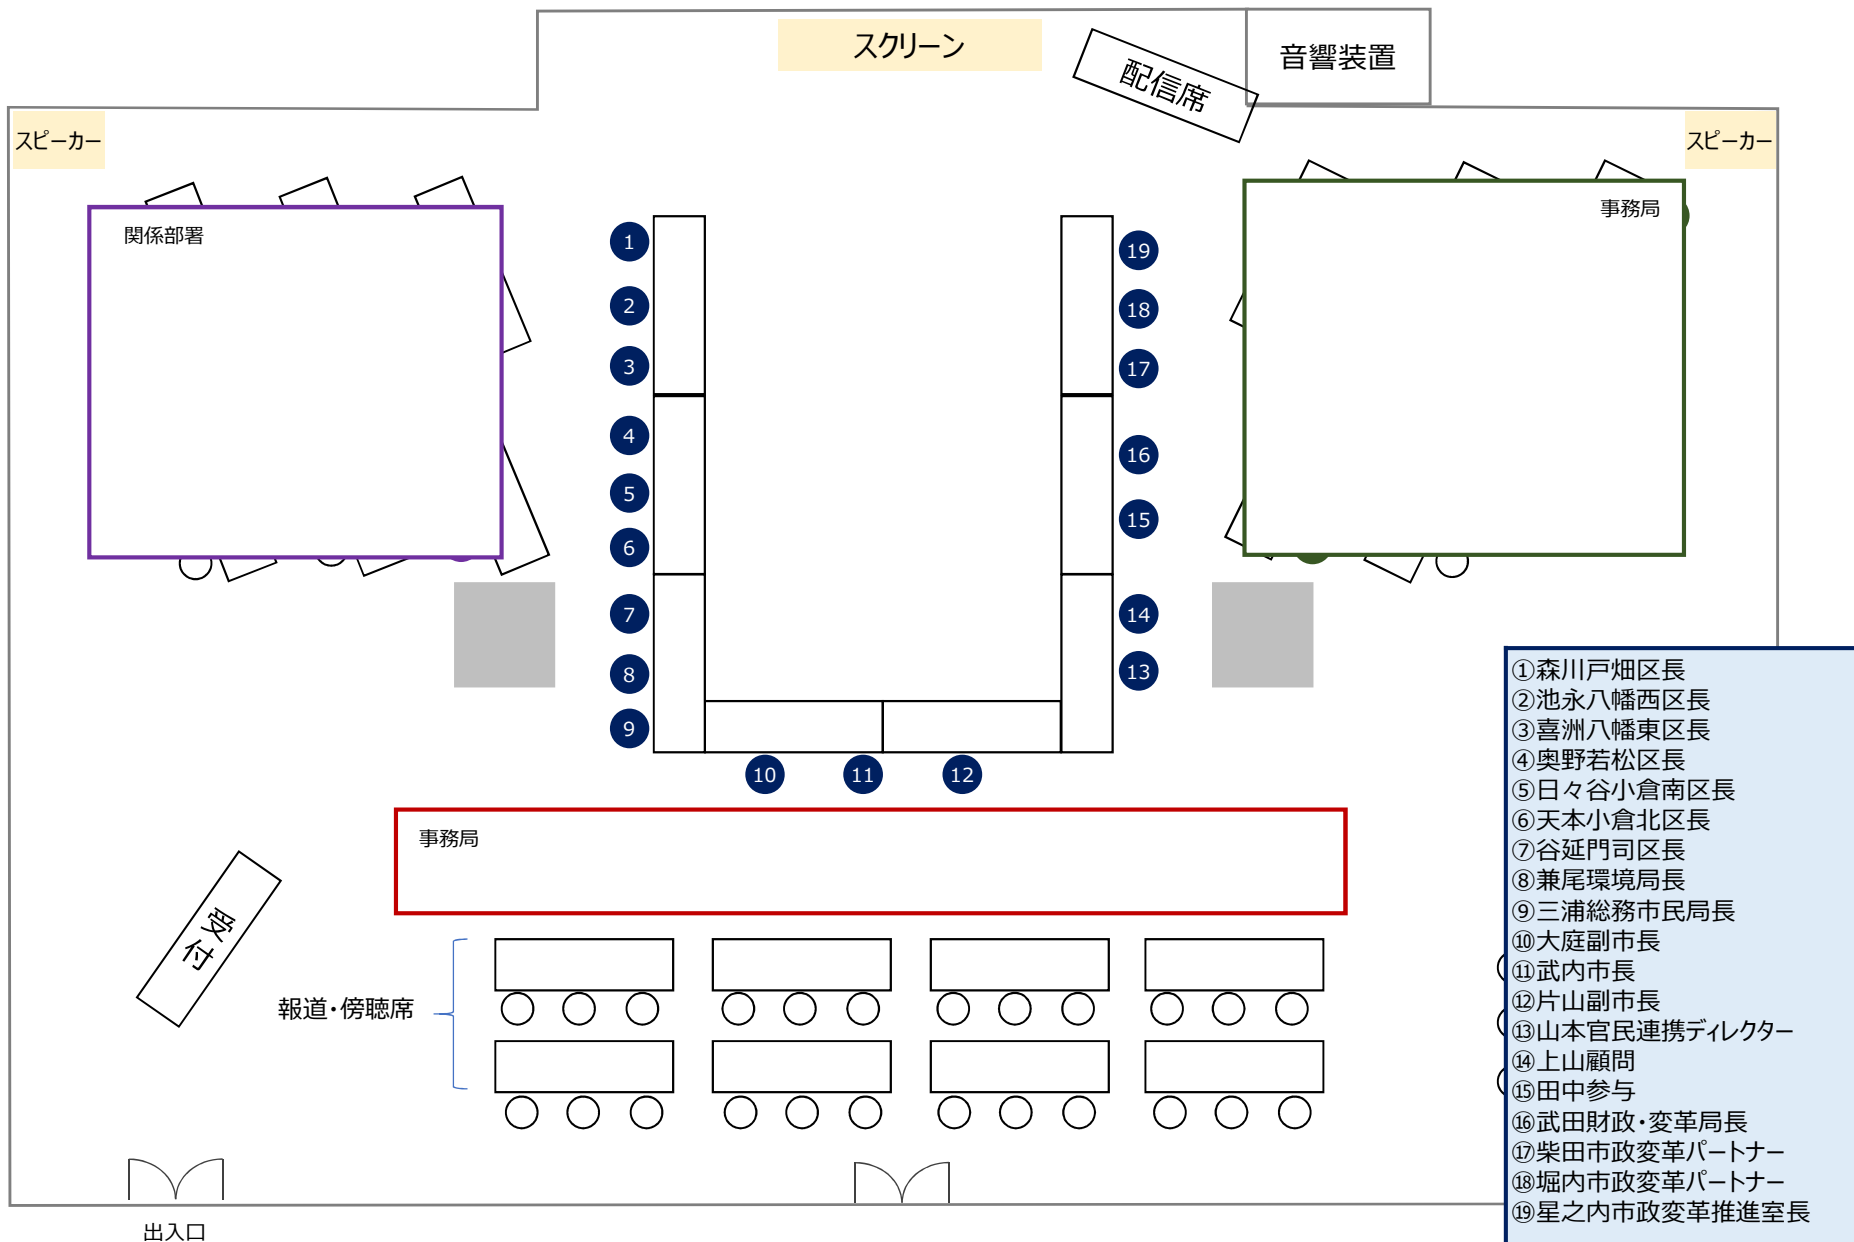 スクリーン
音響装置
配信席
スピーカー
スピーカー
関係部署
事務局
1
2
3
4
5
6
7
8
9
10
11
12
13
14
15
16
17
18
19
事務局
受付
報道・傍聴席
出入口
①森川戸畑区長
②池永八幡西区長
③喜洲八幡東区長
④奥野若松区長
⑤日々谷小倉南区長
⑥天本小倉北区長
⑦谷延門司区長
⑧兼尾環境局長
⑨三浦総務市民局長
⑩大庭副市長
⑪武内市長
⑫片山副市長
⑬山本官民連携ディレクター
⑭上山顧問
⑮田中参与
⑯武田財政・変革局長
⑰柴田市政変革パートナー
⑱堀内市政変革パートナー
⑲星之内市政変革推進室長